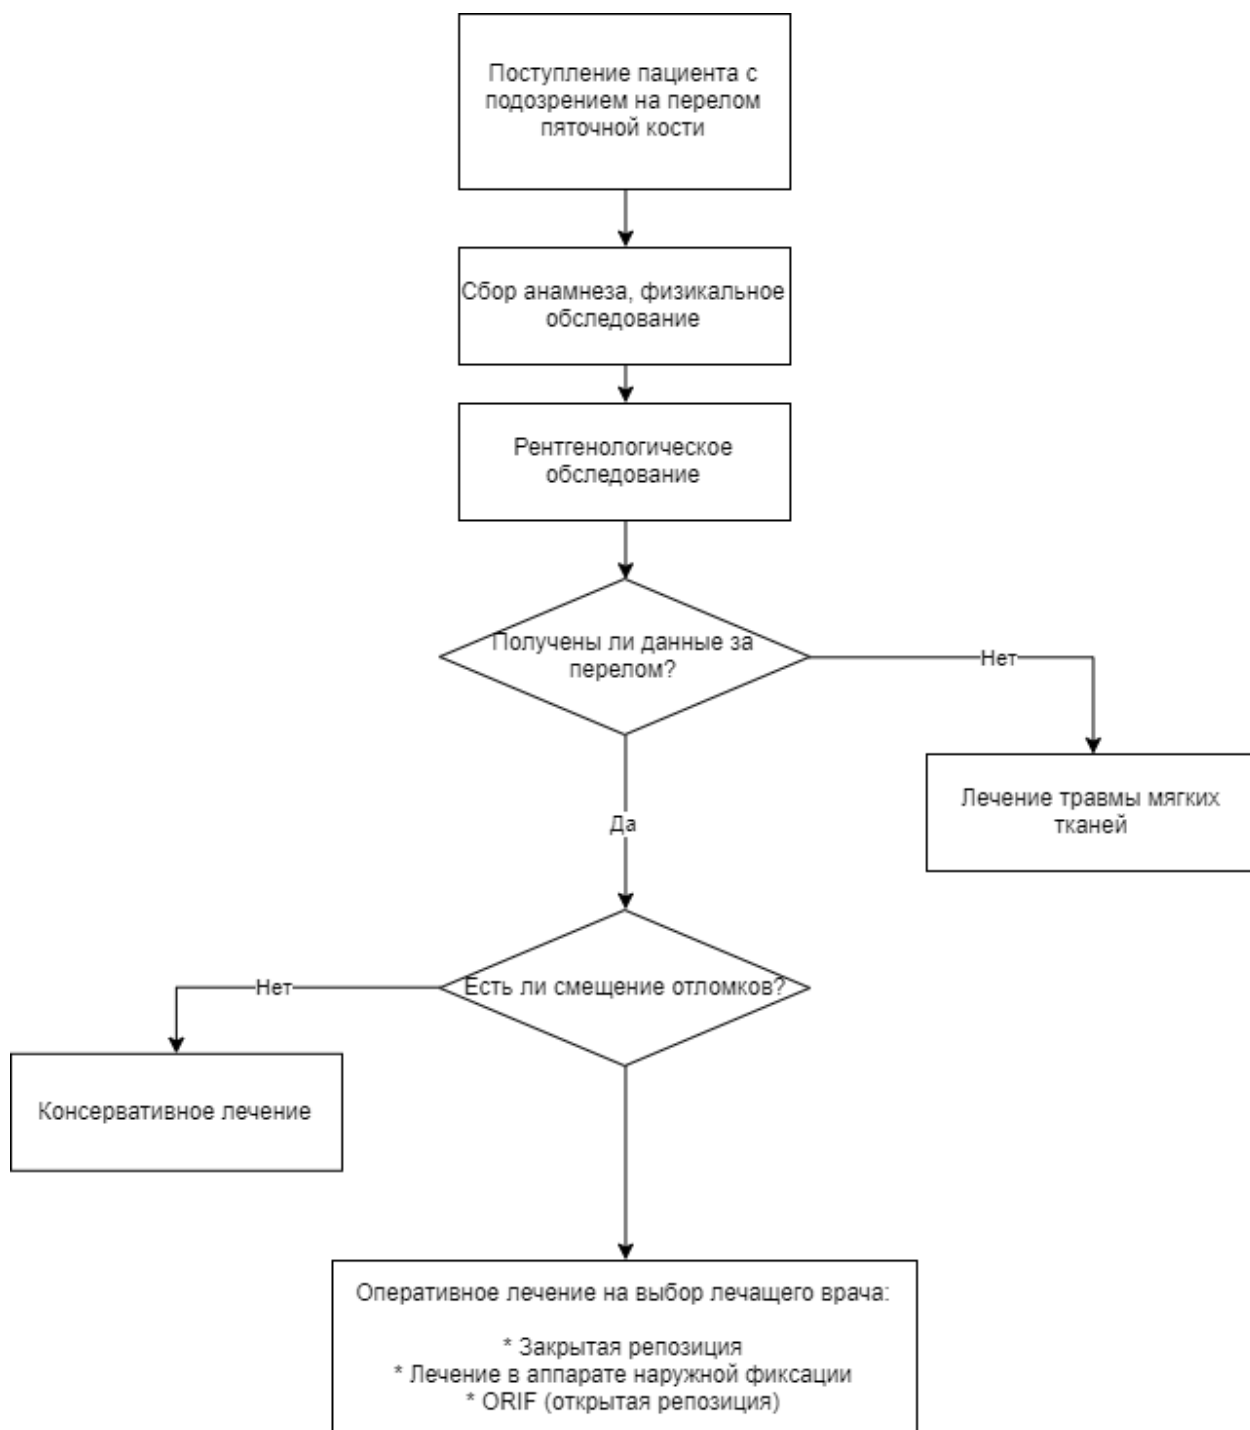 Поступление пациента с
подозрением на перелом
пяточной кости
Сбор анамнеза, физикальное
обследование
Рентгенологическое
обследование
Получены ли данные за
перелом?
Нет
Лечение травмы мягких
тканей
Да
Есть ли смещение отломков?
Нет
Консервативное лечение
Оперативное лечение на выбор лечащего врача:
* Закрытая репозиция
* Лечение в аппарате наружной фиксации
* ORIF (открытая репозиция)